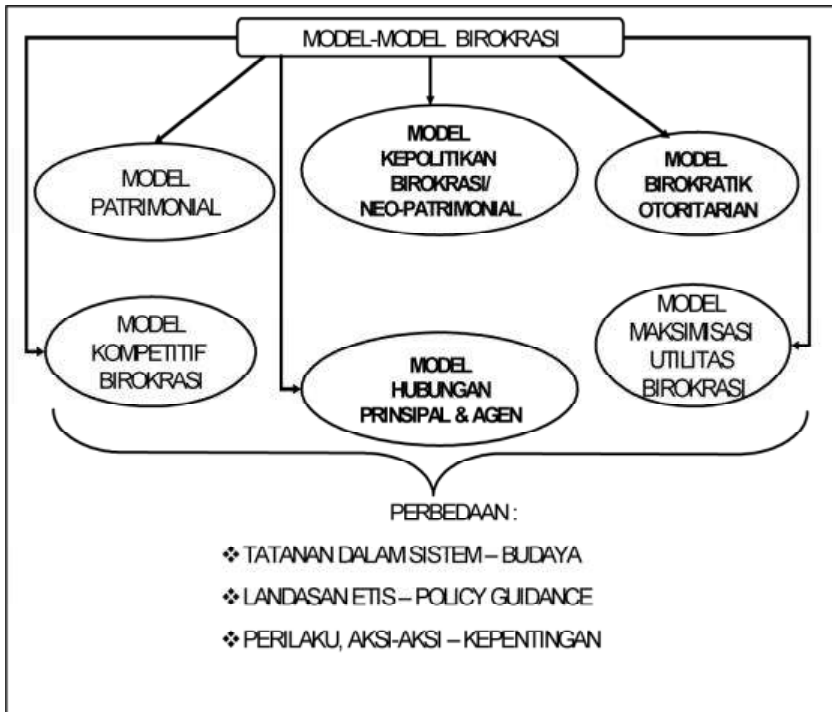 MODEL-MODEL BIROKRASI
MODEL
PATRIMONIAL
MODEL
KEPOLITIKAN
BIROKRASI/
NEO-PATRIMONIAL
MODEL
BIROKRATIK
OTORITARIAN
MODEL
KOMPETITIF
BIROKRASI
MODEL
HUBUNGAN
PRINSIPAL & AGEN
MODEL
MAKSIMISASI
UTILITAS
BIROKRASI
PERBEDAAN :
❖ TATANAN DALAM SISTEM – BUDAYA
❖ LANDASAN ETIS – POLICY GUIDANCE
❖ PERILAKU, AKSI-AKSI – KEPENTINGAN